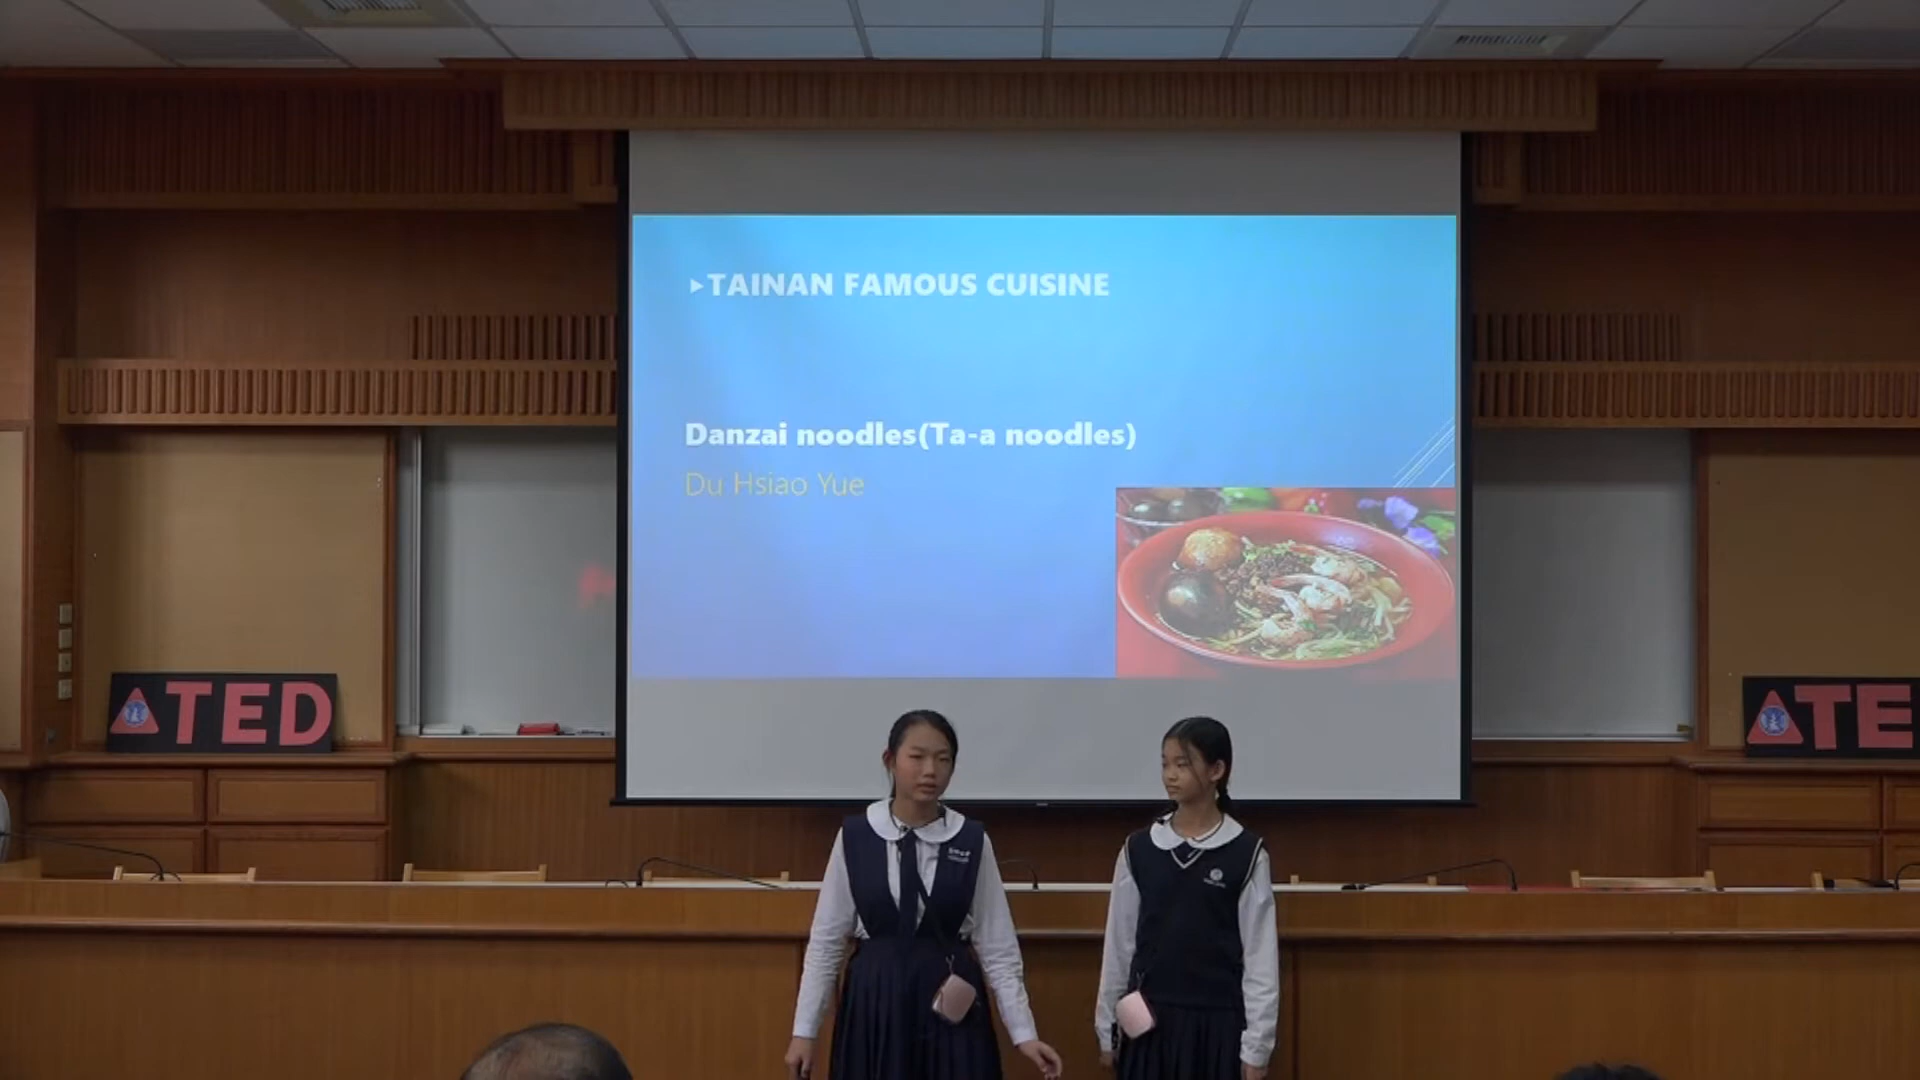 ▸TAINAN FAMOUS CUISINE
Danzai noodles(Ta-a noodles)
Du Hsiao Yue
TED
TE